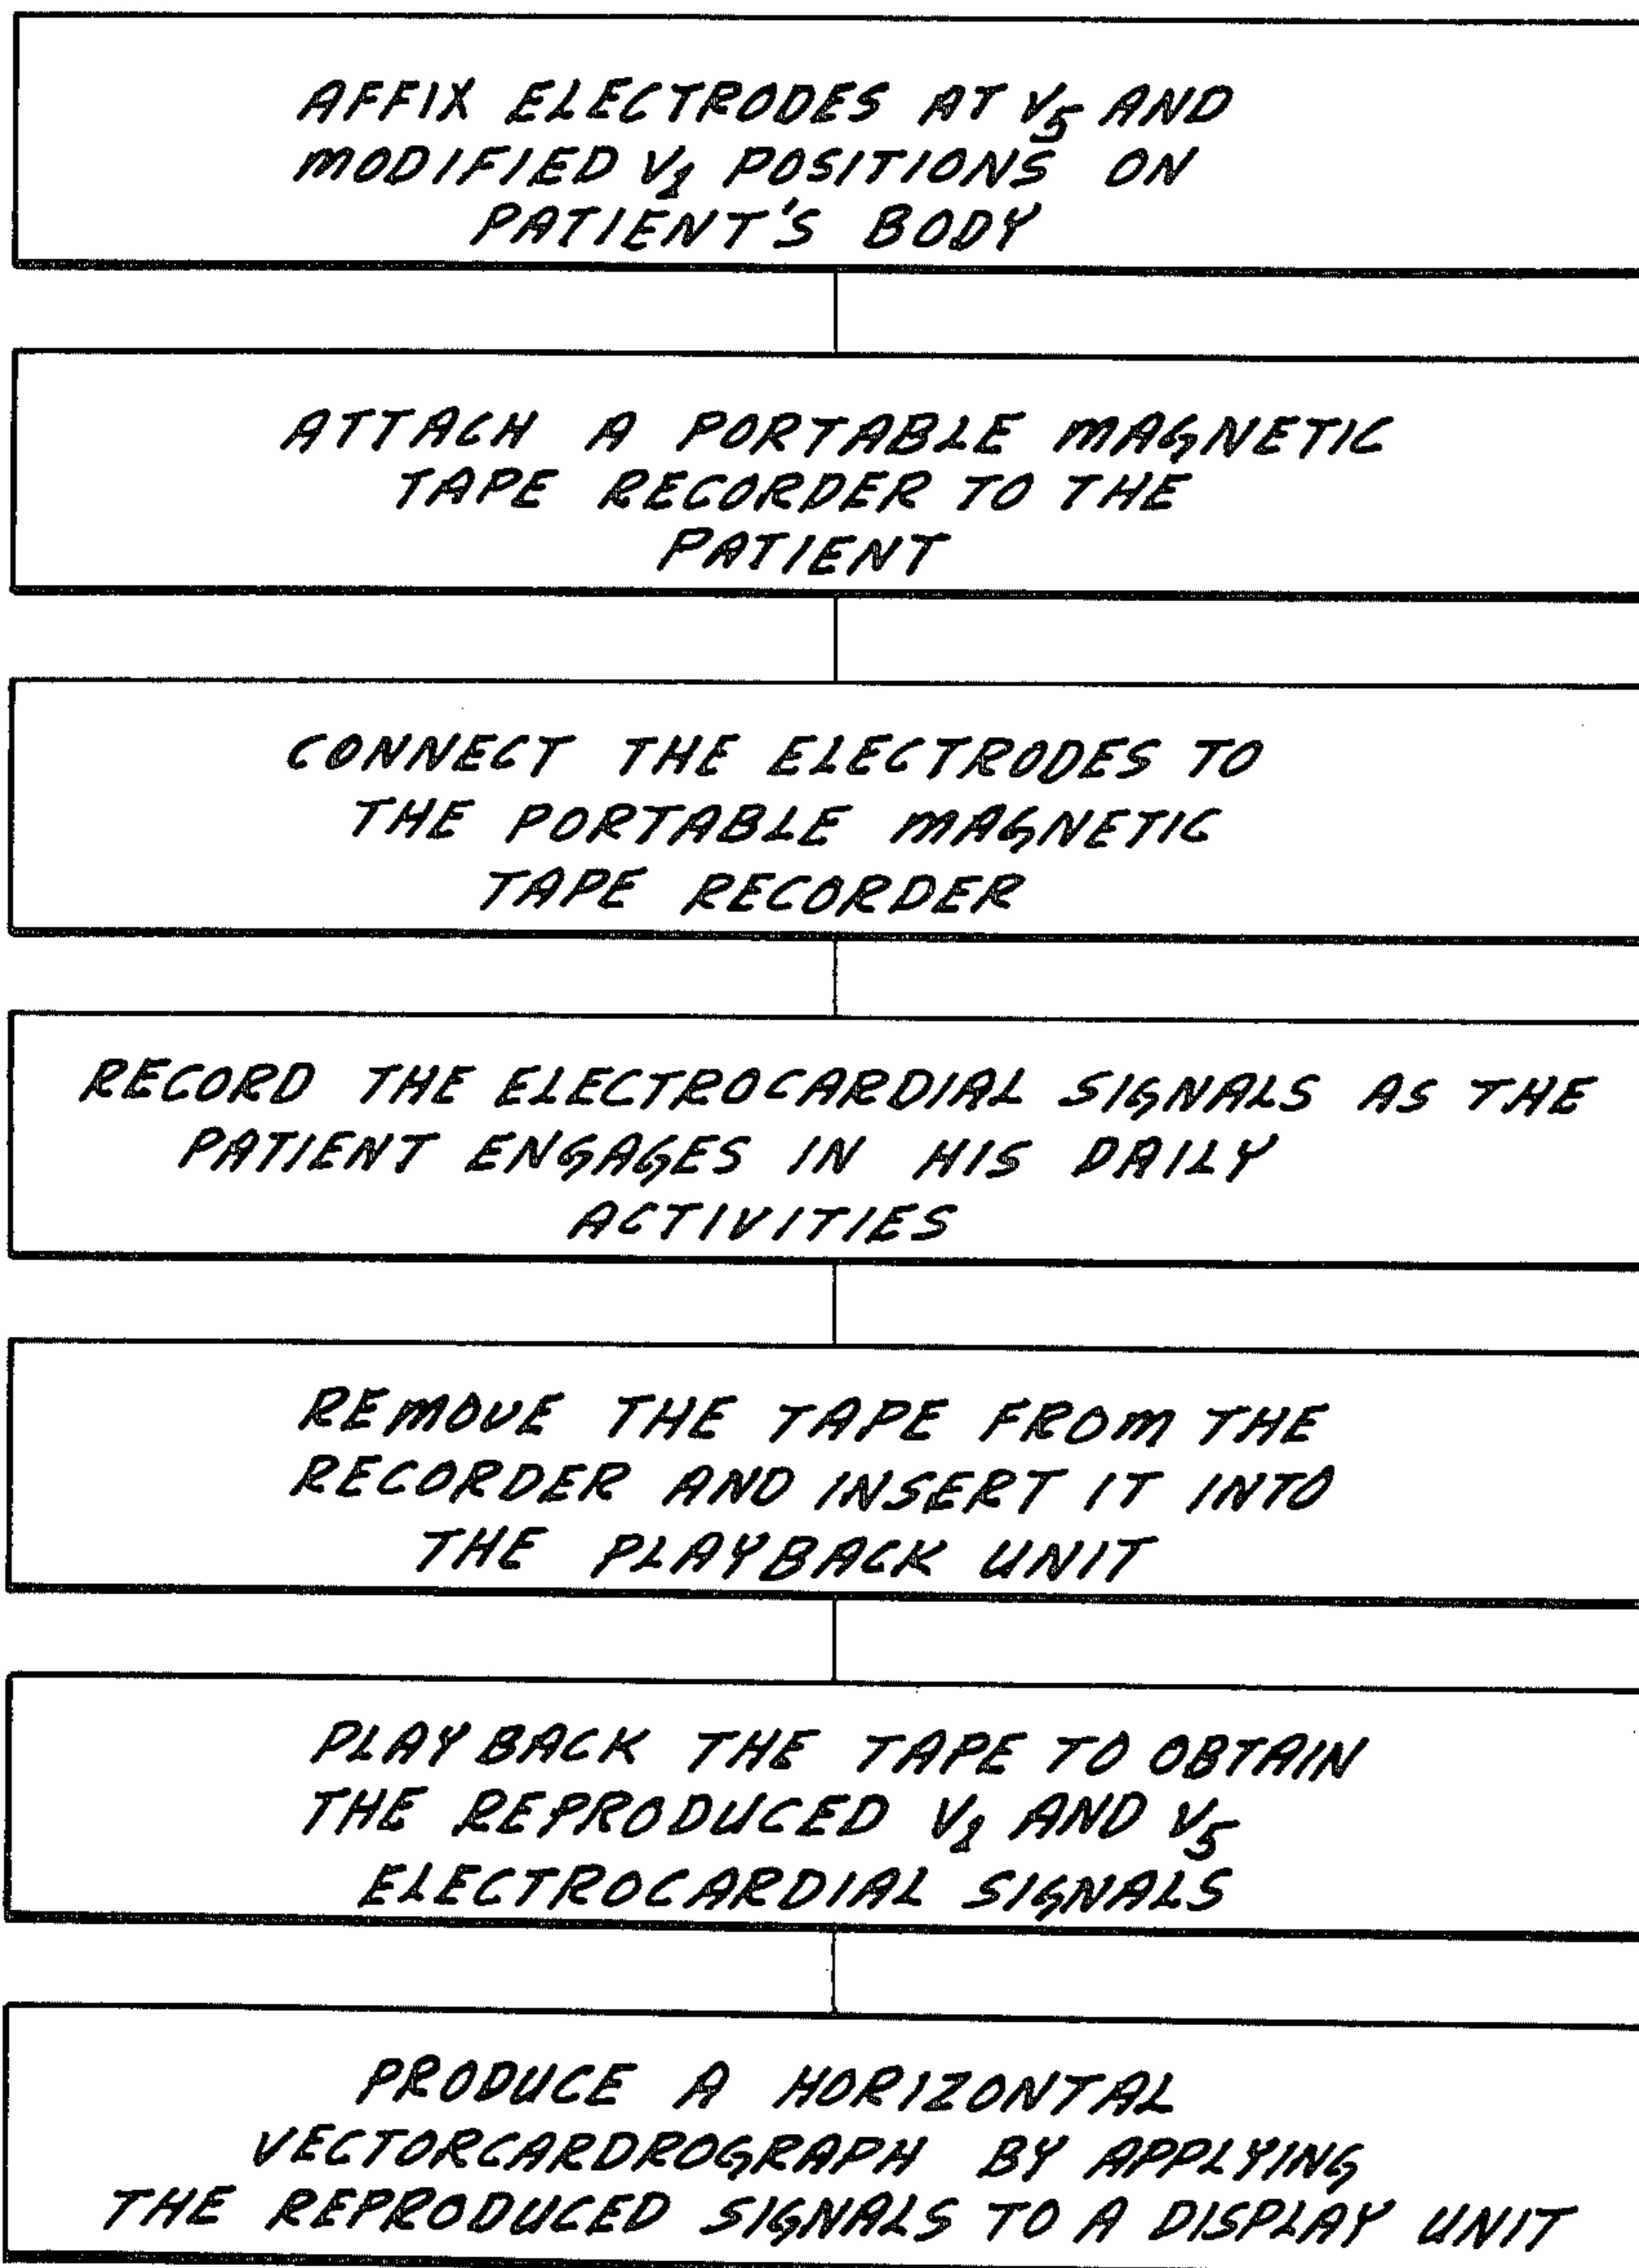 AFFIX ELECTRODES AT V5 AND
MODIFIED V1 POSITIONS ON
PATIENT'S BODY
ATTACH A PORTABLE MAGNETIC
TAPE RECORDER TO THE
PATIENT
CONNECT THE ELECTRODES TO
THE PORTABLE MAGNETIC
TAPE RECORDER
RECORD THE ELECTROCARDIAL SIGNALS AS THE
PATIENT ENGAGES IN HIS DAILY
ACTIVITIES
REMOVE THE TAPE FROM THE
RECORDER AND INSERT IT INTO
THE PLAYBACK UNIT
PLAYBACK THE TAPE TO OBTAIN
THE REPRODUCED V1 AND V5
ELECTROCARDIAL SIGNALS
PRODUCE A HORIZONTAL
VECTORCARDROGRAPH BY APPLYING
THE REPRODUCED SIGNALS TO A DISPLAY UNIT